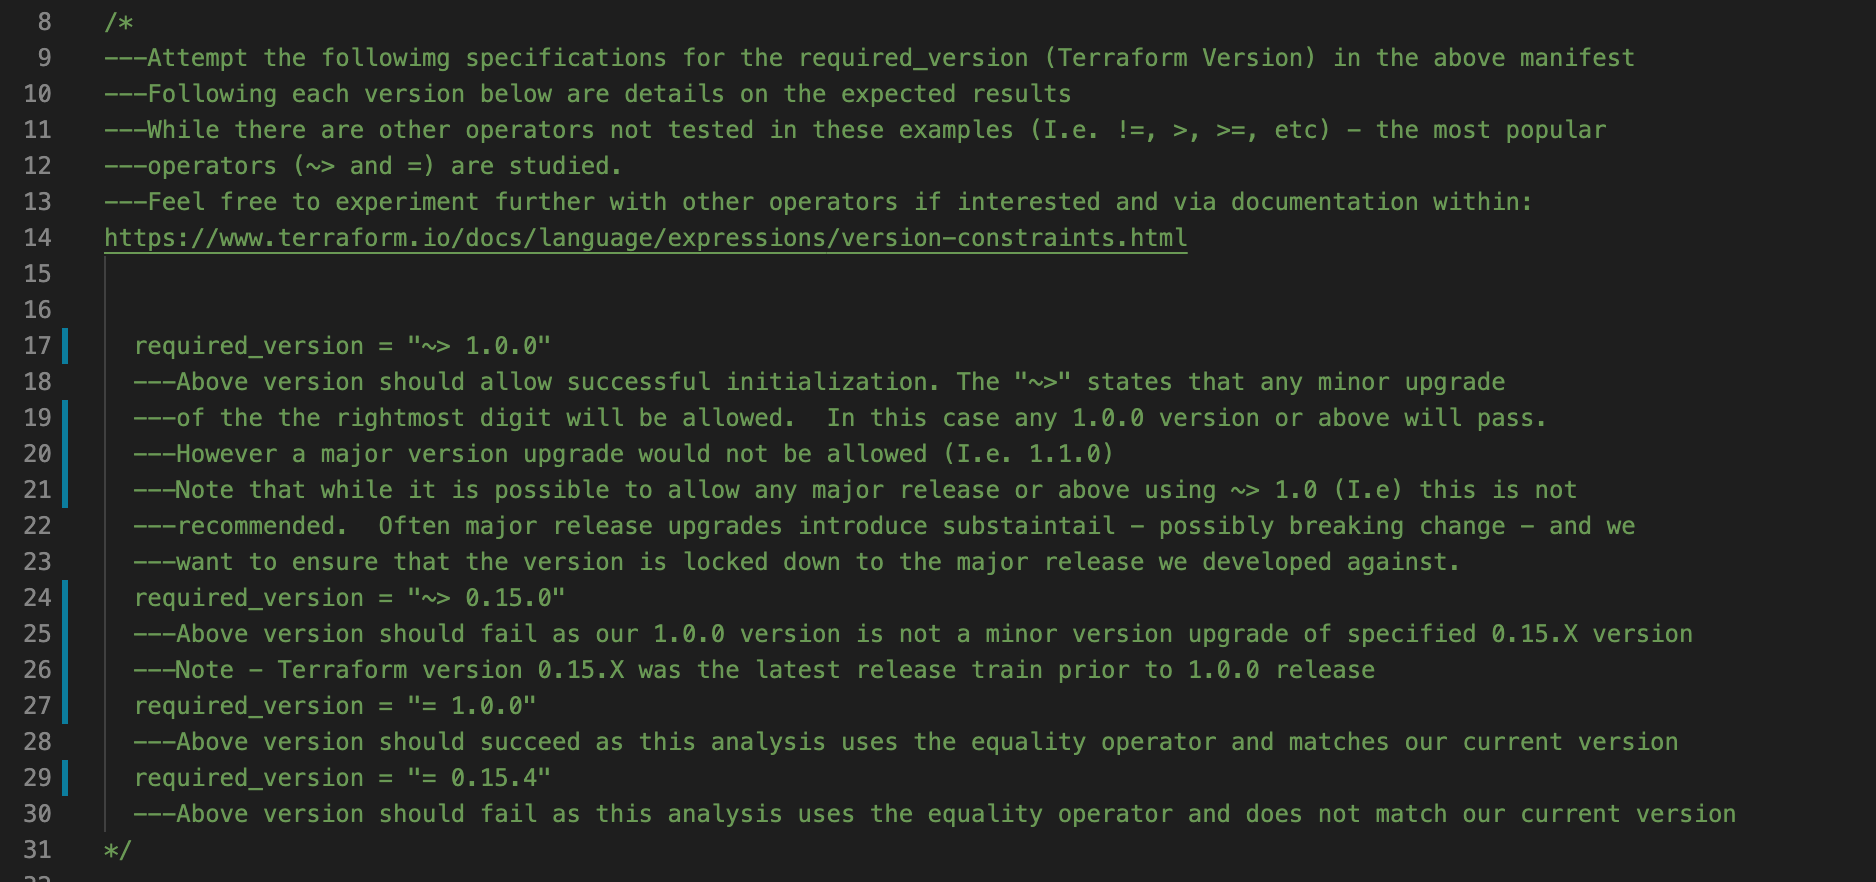 8 /*
9 ---Attempt the followimg specifications for the required_version (Terraform Version) in the above manifest
10 ---Following each version below are details on the expected results
11 ---While there are other operators not tested in these examples (I.e. !=, >, >=, etc) - the most popular
12 ---operators (~> and =) are studied.
13 ---Feel free to experiment further with other operators if interested and via documentation within:
14 https://www.terraform.io/docs/language/expressions/version-constraints.html
15
16
17 required_version = "~> 1.0.0"
18 ---Above version should allow successful initialization. The "~>" states that any minor upgrade
19 ---of the the rightmost digit will be allowed.  In this case any 1.0.0 version or above will pass.
20 ---However a major version upgrade would not be allowed (I.e. 1.1.0)
21 ---Note that while it is possible to allow any major release or above using ~> 1.0 (I.e) this is not
22 ---recommended.  Often major release upgrades introduce substaintail - possibly breaking change - and we
23 ---want to ensure that the version is locked down to the major release we developed against.
24 required_version = "~> 0.15.0"
25 ---Above version should fail as our 1.0.0 version is not a minor version upgrade of specified 0.15.X version
26 ---Note - Terraform version 0.15.X was the latest release train prior to 1.0.0 release
27 required_version = "= 1.0.0"
28 ---Above version should succeed as this analysis uses the equality operator and matches our current version
29 required_version = "= 0.15.4"
30 ---Above version should fail as this analysis uses the equality operator and does not match our current version
31 */
32